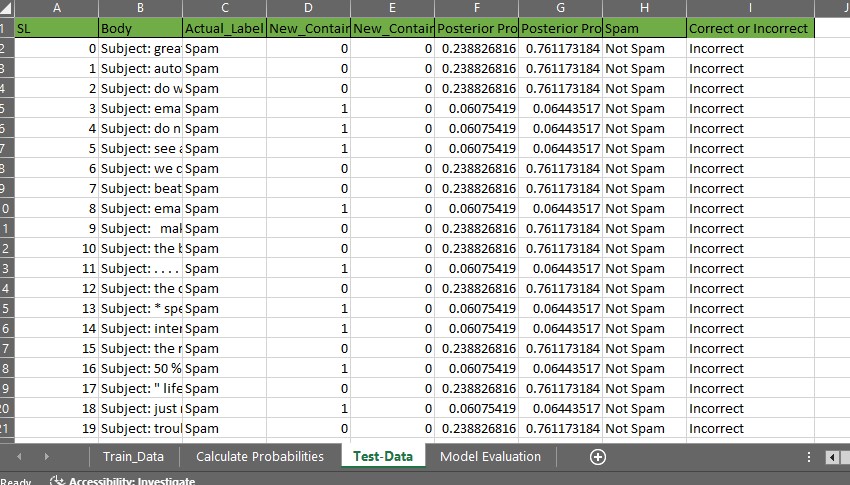 A B C D E F G H I J
1 SL Body Actual_Label New_Contain New_Contain Posterior Pro Posterior Pro Spam Correct or Incorrect
2 0 Subject: grea Spam 0 0 0.238826816 0.761173184 Not Spam Incorrect
3 1 Subject: auto Spam 0 0 0.238826816 0.761173184 Not Spam Incorrect
4 2 Subject: do w Spam 0 0 0.238826816 0.761173184 Not Spam Incorrect
5 3 Subject: ema Spam 1 0 0.06075419 0.06443517 Not Spam Incorrect
6 4 Subject: do n Spam 1 0 0.06075419 0.06443517 Not Spam Incorrect
7 5 Subject: see a Spam 1 0 0.06075419 0.06443517 Not Spam Incorrect
8 6 Subject: we c Spam 0 0 0.238826816 0.761173184 Not Spam Incorrect
9 7 Subject: beat Spam 0 0 0.238826816 0.761173184 Not Spam Incorrect
0 8 Subject: ema Spam 1 0 0.06075419 0.06443517 Not Spam Incorrect
1 9 Subject: mal Spam 0 0 0.238826816 0.761173184 Not Spam Incorrect
2 10 Subject: the b Spam 0 0 0.238826816 0.761173184 Not Spam Incorrect
3 11 Subject: . . . . Spam 1 0 0.06075419 0.06443517 Not Spam Incorrect
4 12 Subject: the c Spam 0 0 0.238826816 0.761173184 Not Spam Incorrect
5 13 Subject: * spe Spam 1 0 0.06075419 0.06443517 Not Spam Incorrect
6 14 Subject: inter Spam 1 0 0.06075419 0.06443517 Not Spam Incorrect
7 15 Subject: the r Spam 0 0 0.238826816 0.761173184 Not Spam Incorrect
8 16 Subject: 50 % Spam 1 0 0.06075419 0.06443517 Not Spam Incorrect
9 17 Subject: " life Spam 0 0 0.238826816 0.761173184 Not Spam Incorrect
20 18 Subject: just Spam 1 0 0.06075419 0.06443517 Not Spam Incorrect
21 19 Subject: troul Spam 0 0 0.238826816 0.761173184 Not Spam Incorrect
Train_Data Calculate Probabilities Test-Data Model Evaluation
Ready Accessibility: Investigate